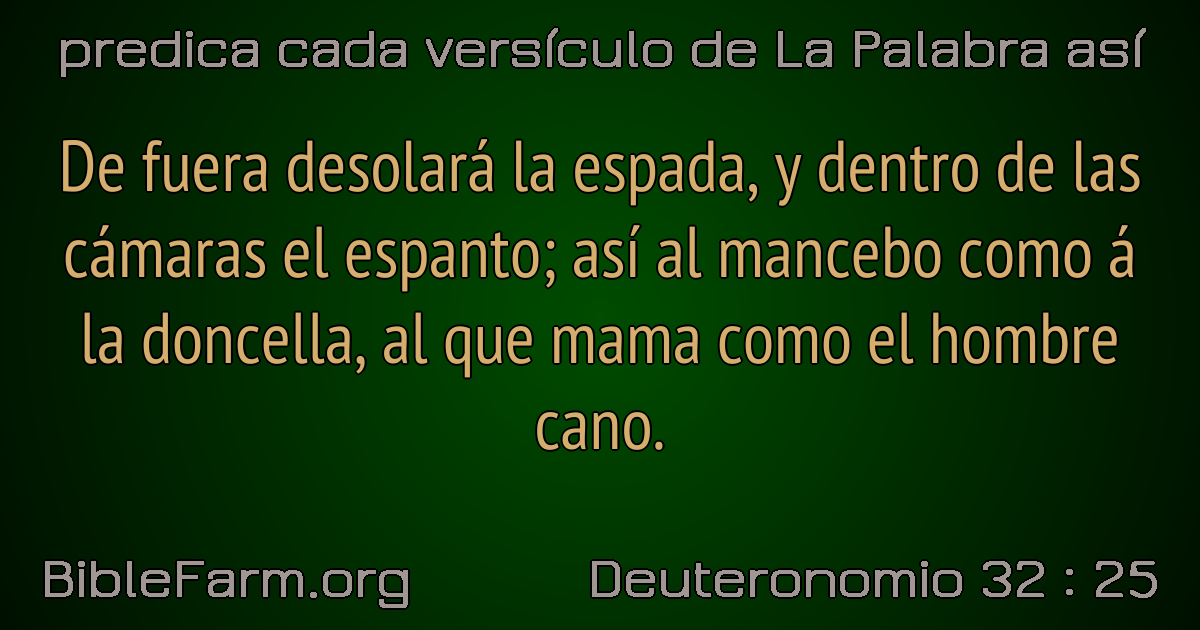 predica cada versículo de La Palabra así
De fuera desolará la espada, y dentro de las
cámaras el espanto; así al mancebo como á
la doncella, al que mama como el hombre
cano.
BibleFarm.org
Deuteronomio 32 : 25